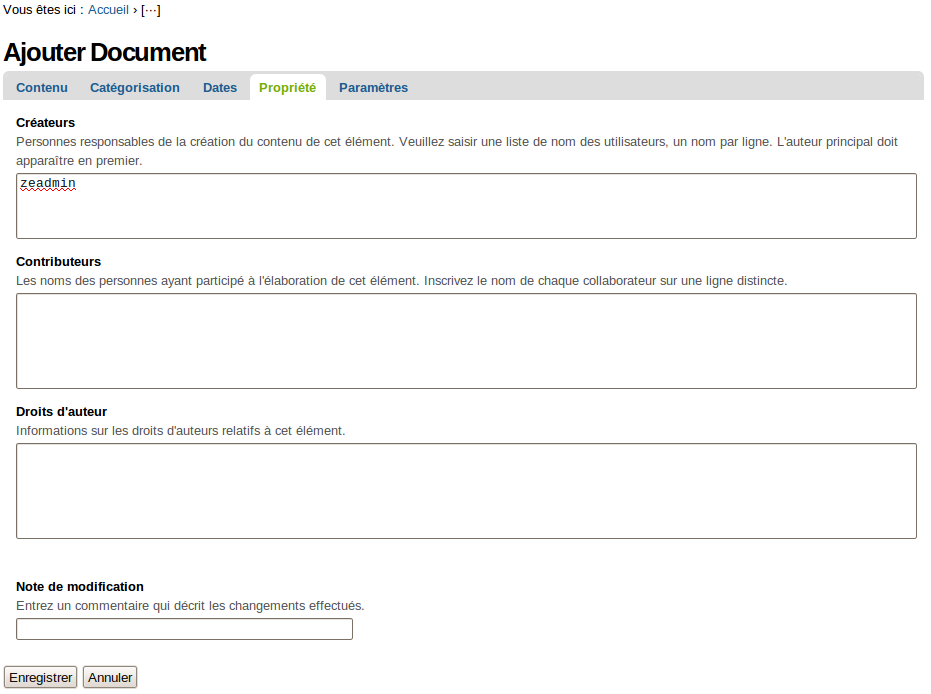 Vous êtes ici : Accueil › [···]
Ajouter Document
Contenu Catégorisation Dates Propriété Paramètres
Créateurs
Personnes responsables de la création du contenu de cet élément. Veuillez saisir une liste de nom des utilisateurs, un nom par ligne. L'auteur principal doit
apparaître en premier.
zeadmin
Contributeurs
Les noms des personnes ayant participé à l'élaboration de cet élément. Inscrivez le nom de chaque collaborateur sur une ligne distincte.
Droits d'auteur
Informations sur les droits d'auteurs relatifs à cet élément.
Note de modification
Entrez un commentaire qui décrit les changements effectués.
Enregistrer Annuler